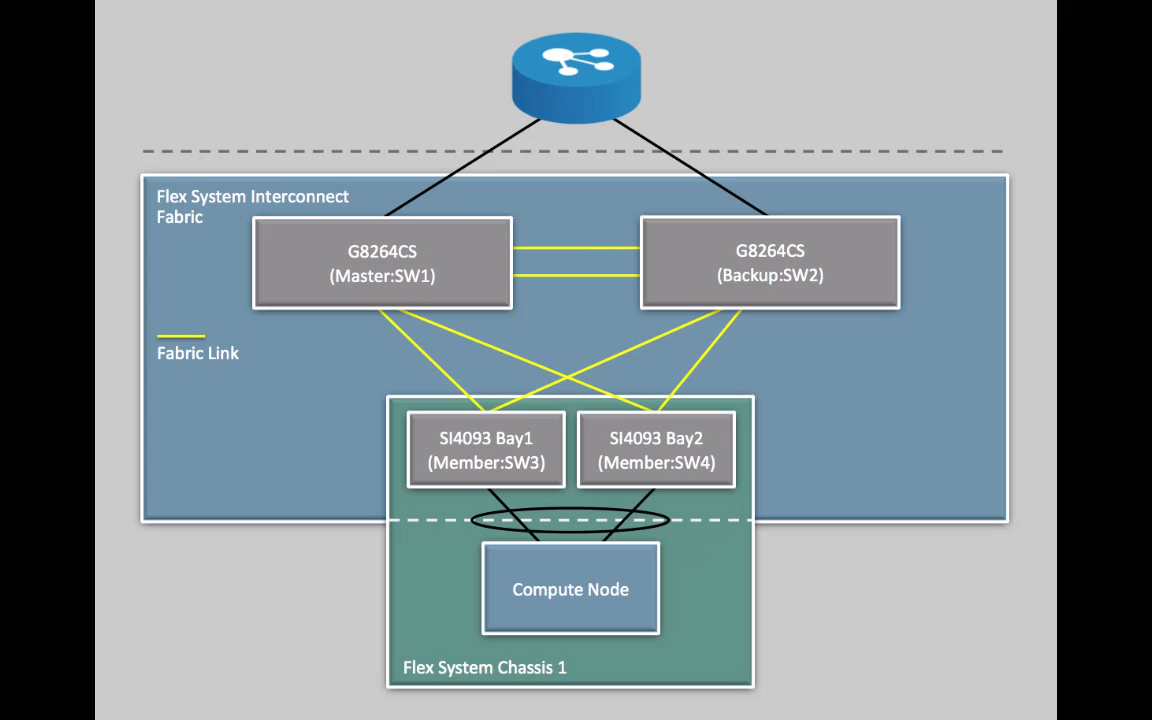 Flex System Interconnect
Fabric
G8264CS
(Master:SW1)
G8264CS
(Backup:SW2)
Fabric Link
SI4093 Bay1
(Member:SW3)
SI4093 Bay2
(Member:SW4)
Compute Node
Flex System Chassis 1